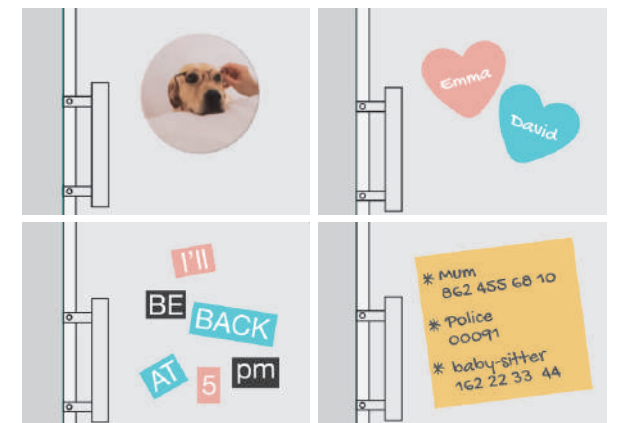 Emma
David
I'll
BE
BACK
AT
5
pm
* Mum
862 455 68 10
* Police
00091
* baby-sitter
162 22 33 44